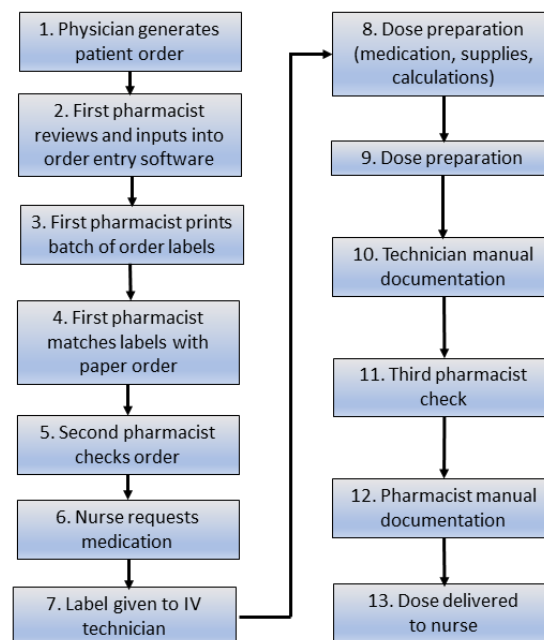 1. Physician generates
patient order
2. First pharmacist
reviews and inputs into
order entry software
3. First pharmacist prints
batch of order labels
4. First pharmacist
matches labels with
paper order
5. Second pharmacist
checks order
6. Nurse requests
medication
7. Label given to IV
technician
8. Dose preparation
(medication, supplies,
calculations)
9. Dose preparation
10. Technician manual
documentation
11. Third pharmacist
check
12. Pharmacist manual
documentation
13. Dose delivered
to nurse